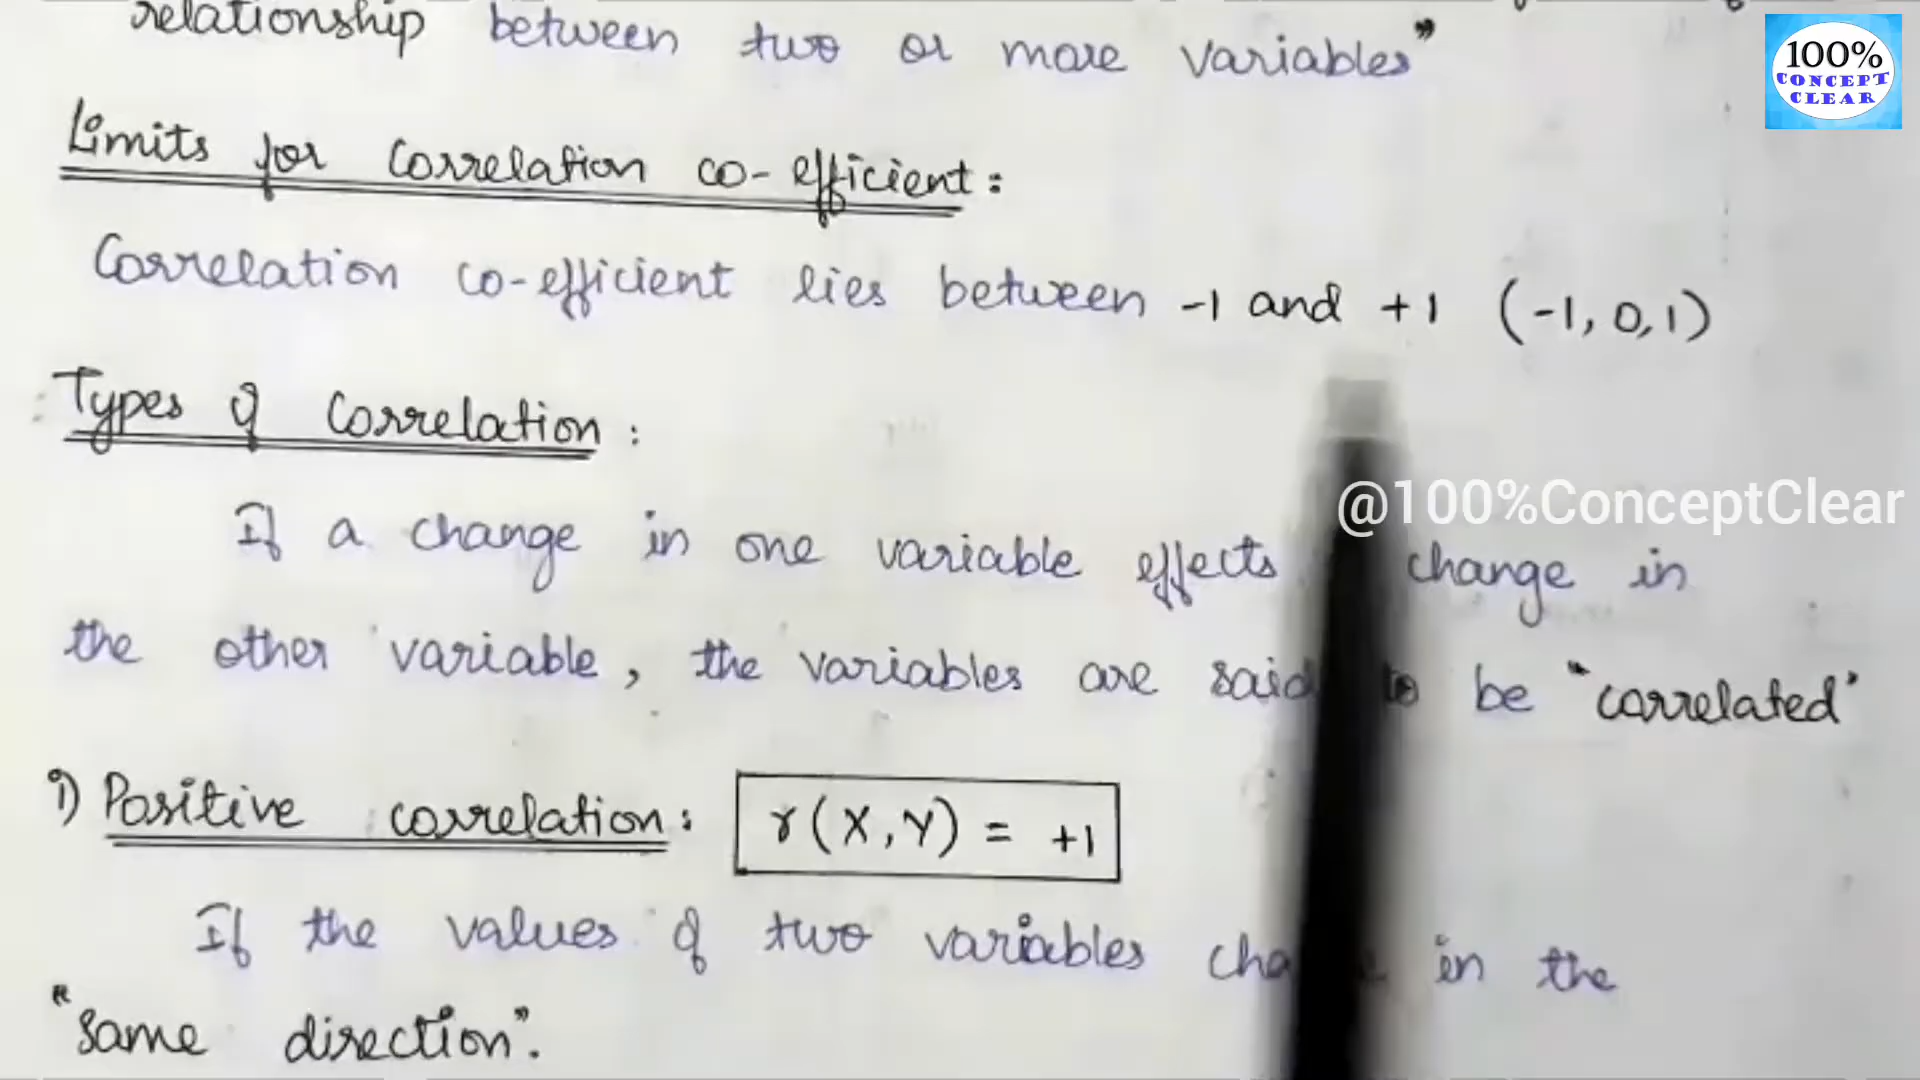 relationship between two or more variables"
100%
CONCEPT
CLEAR
Limits for Correlation co-efficient:
Correlation co-efficient lies between -1 and +1 (-1, 0, 1)
Types of Correlation:
@100%ConceptClear
If a change in one variable effects change in
the other variable, the variables are said to be "correlated"
i) Positive correlation: r(X,Y) = +1
If the values of two variables in the
"same direction".